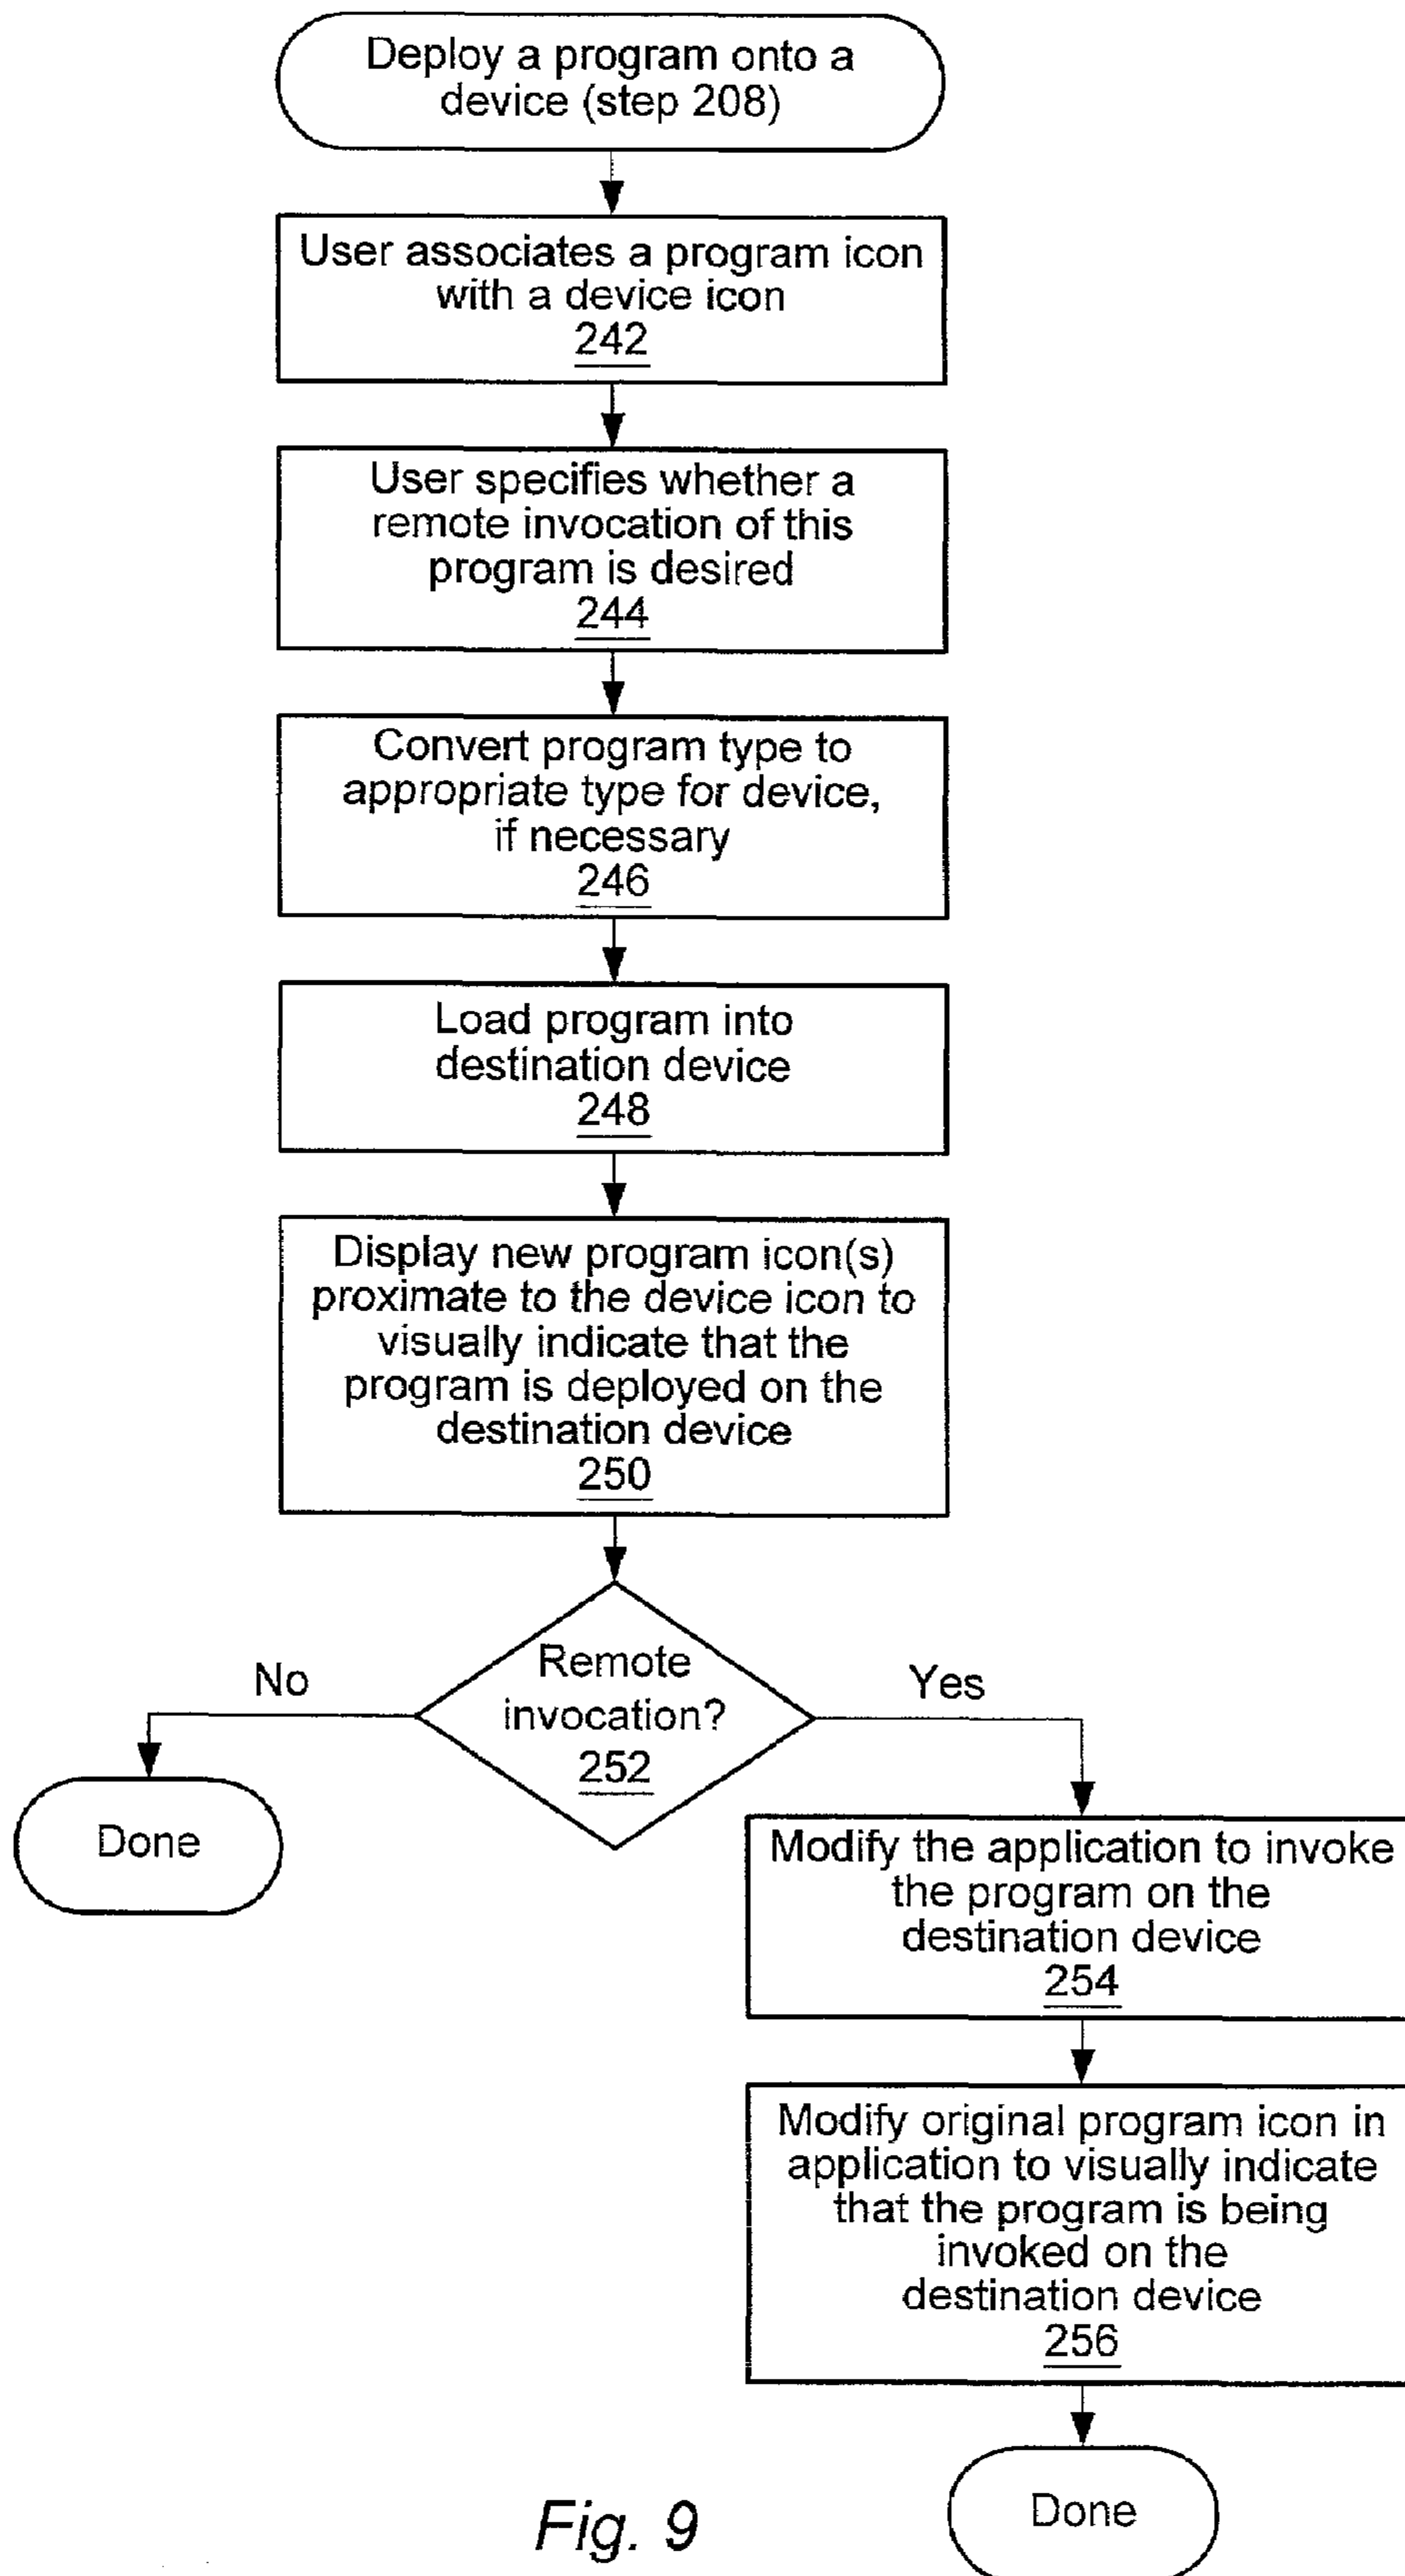 Deploy a program onto a
device (step 208)
User associates a program icon
with a device icon
242
User specifies whether a
remote invocation of this
program is desired
244
Convert program type to
appropriate type for device,
if necessary
246
Load program into
destination device
248
Display new program icon(s)
proximate to the device icon to
visually indicate that the
program is deployed on the
destination device
250
Remote
invocation?
252
No
Yes
Done
Modify the application to invoke
the program on the
destination device
254
Modify original program icon in
application to visually indicate
that the program is being
invoked on the
destination device
256
Done
Fig. 9